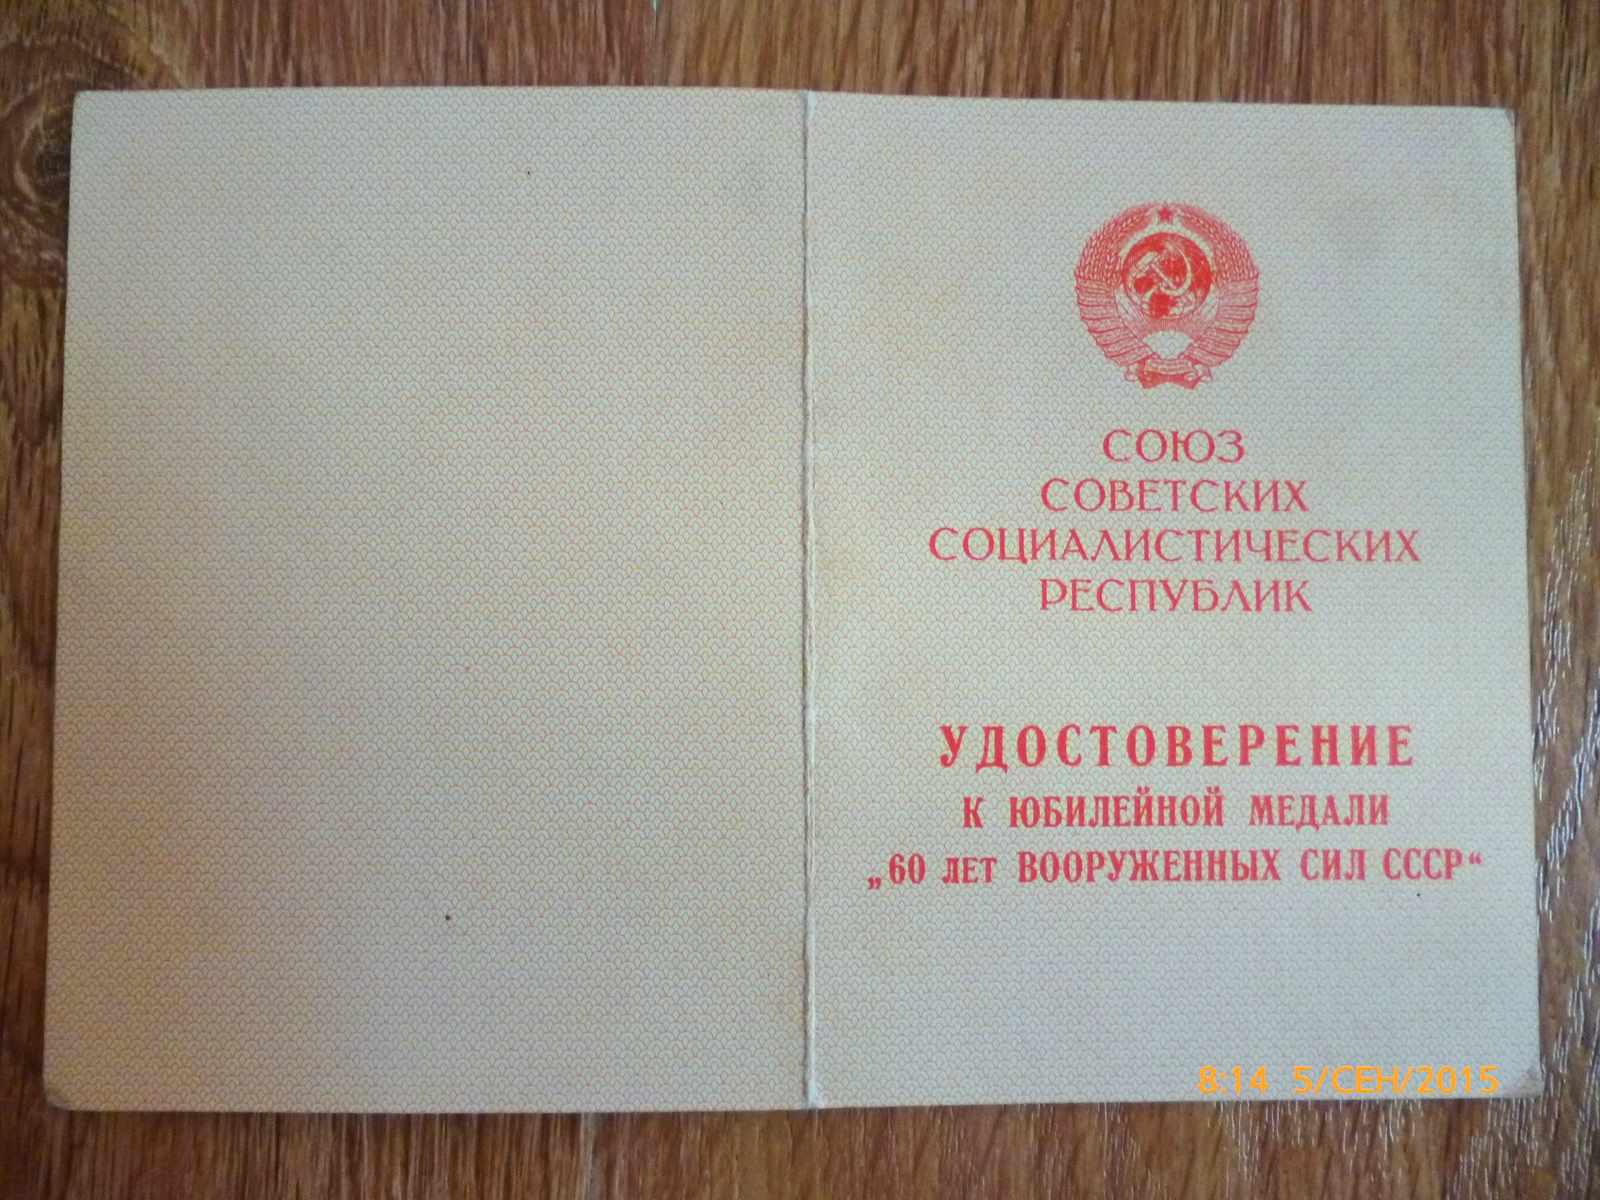 СОЮЗ
СОВЕТСКИХ
СОЦИАЛИСТИЧЕСКИХ
РЕСПУБЛИК
УДОСТОВЕРЕНИЕ
К ЮБИЛЕЙНОЙ МЕДАЛИ
„60 ЛЕТ ВООРУЖЕННЫХ СИЛ СССР“
8:14 5/СЕН/2015